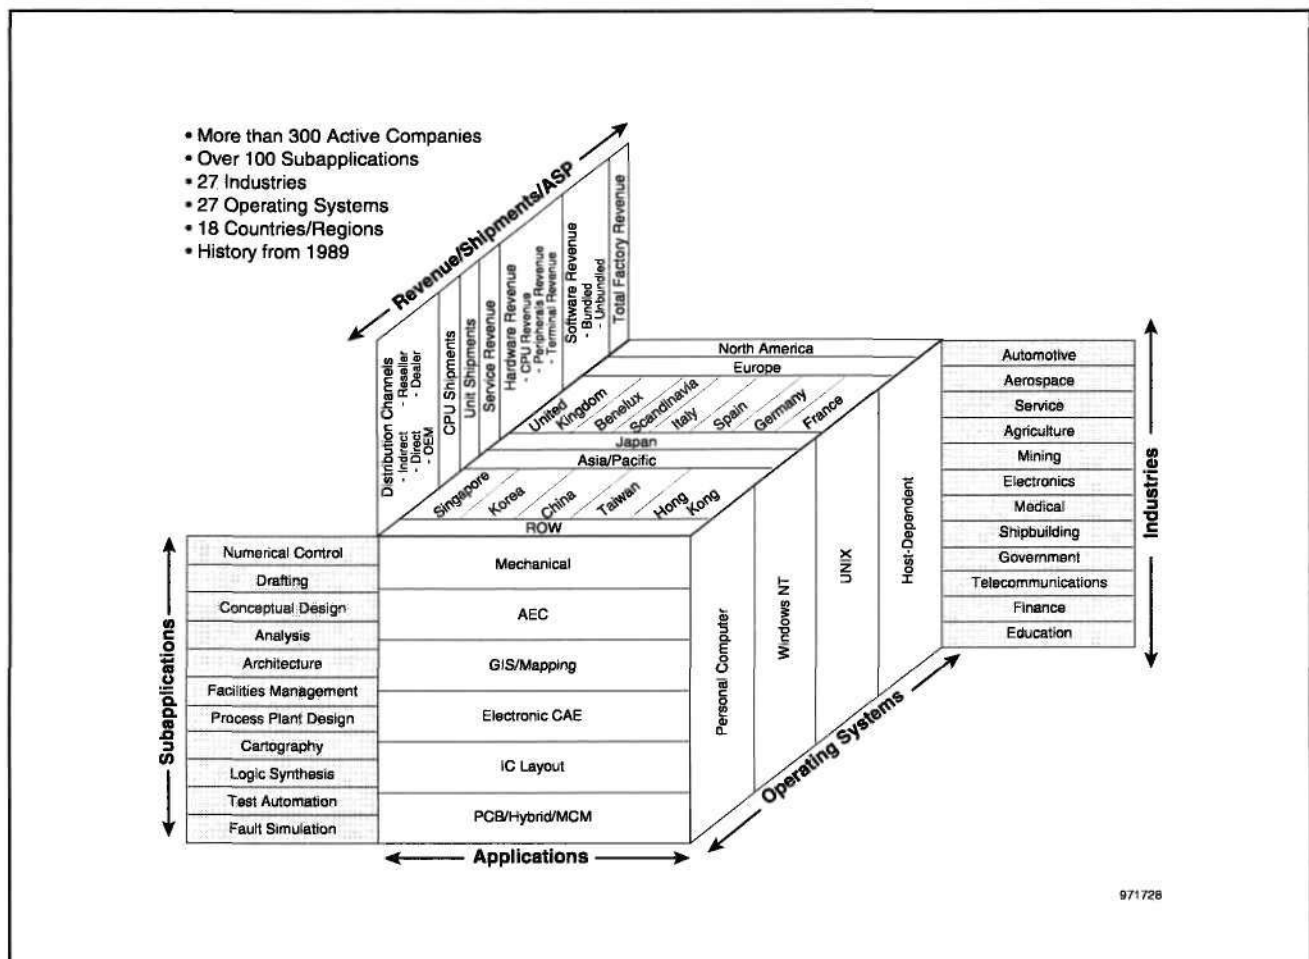 • More than 300 Active Companies
• Over 100 Subapplications
• 27 Industries
• 27 Operating Systems
• 18 Countries/Regions
• History from 1989
Revenue/Shipments/ASP
Distribution Channels
- Indirect - Reseller
- Direct - Dealer
- OEM
CPU Shipments
Unit Shipments
Service Revenue
Hardware Revenue
- CPU Revenue
- Peripherals Revenue
- Terminal Revenue
Software Revenue
- Bundled
- Unbundled
Total Factory Revenue
North America
Europe
United
Kingdom
Benelux
Scandinavia
Italy
Spain
Germany
France
Japan
Asia/Pacific
Singapore
Korea
China
Taiwan
Hong
Kong
ROW
Subapplications
Numerical Control
Drafting
Conceptual Design
Analysis
Architecture
Facilities Management
Process Plant Design
Cartography
Logic Synthesis
Test Automation
Fault Simulation
Mechanical
AEC
GIS/Mapping
Electronic CAE
IC Layout
PCB/Hybrid/MCM
Applications
Personal Computer
Windows NT
UNIX
Host-Dependent
Operating Systems
Automotive
Aerospace
Service
Agriculture
Mining
Electronics
Medical
Shipbuilding
Government
Telecommunications
Finance
Education
Industries
971728